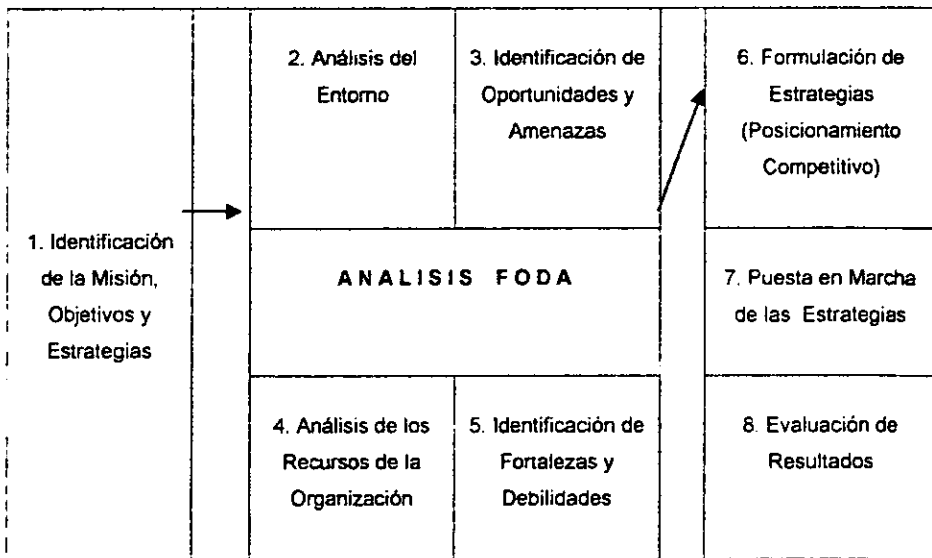 1. Identificación
de la Misión,
Objetivos y
Estrategias
2. Análisis del
Entorno
3. Identificación de
Oportunidades y
Amenazas
ANALISIS FODA
4. Análisis de los
Recursos de la
Organización
5. Identificación de
Fortalezas y
Debilidades
6. Formulación de
Estrategias
(Posicionamiento
Competitivo)
7. Puesta en Marcha
de las Estrategias
8. Evaluación de
Resultados